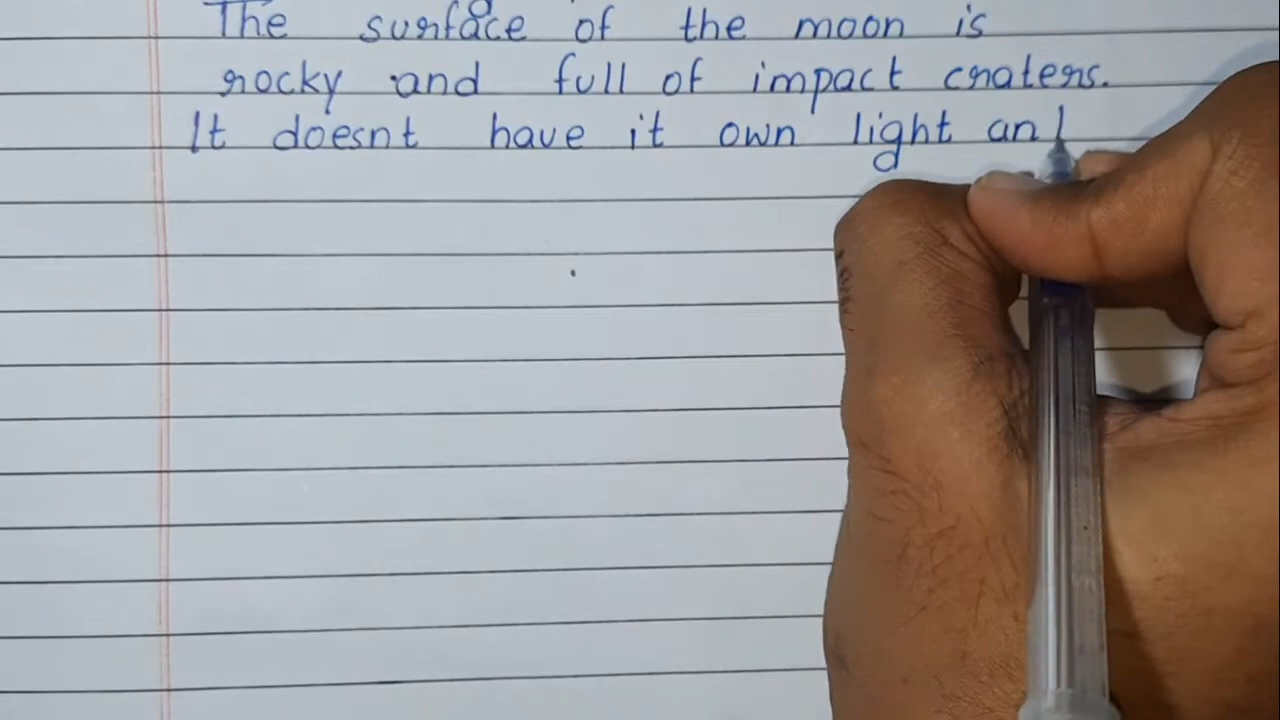 The surface of the moon is
rocky and full of impact craters.
It doesnt have it own light an